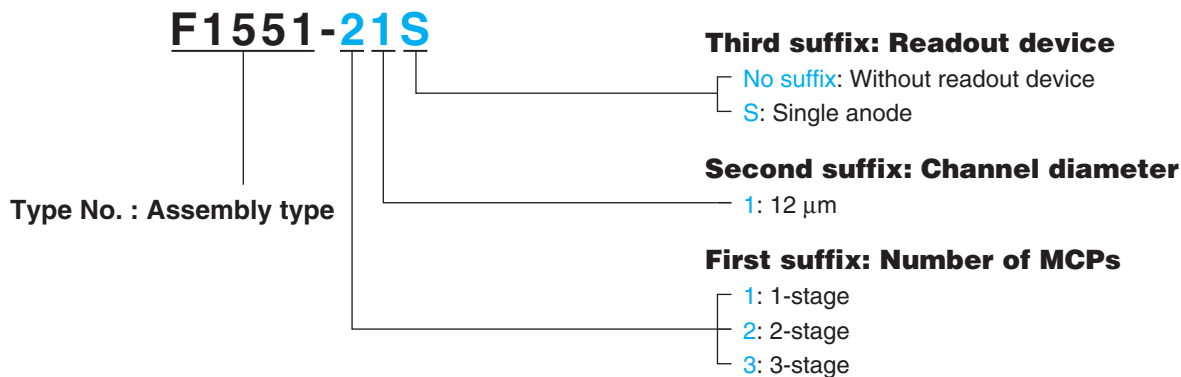 F1551-21S
Third suffix: Readout device
No suffix: Without readout device
S: Single anode
Second suffix: Channel diameter
1: 12 μm
Type No. : Assembly type
First suffix: Number of MCPs
1: 1-stage
2: 2-stage
3: 3-stage